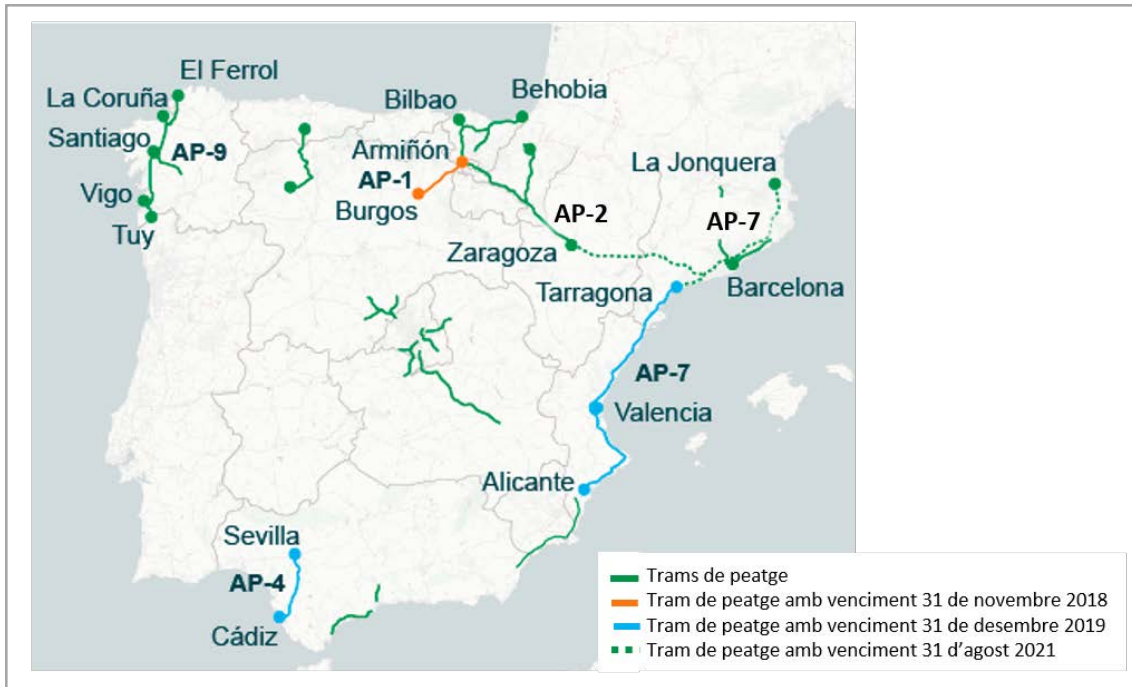 El Ferrol
La Coruña
Bilbao
Behobia
Santiago
AP-9
Armiñón
La Jonquera
AP-1
Vigo
Burgos
AP-2
AP-7
Tuy
Zaragoza
Tarragona
Barcelona
AP-7
Valencia
Alicante
Sevilla
AP-4
Cádiz
Trams de peatge
Tram de peatge amb venciment 31 de novembre 2018
Tram de peatge amb venciment 31 de desembre 2019
Tram de peatge amb venciment 31 d’agost 2021